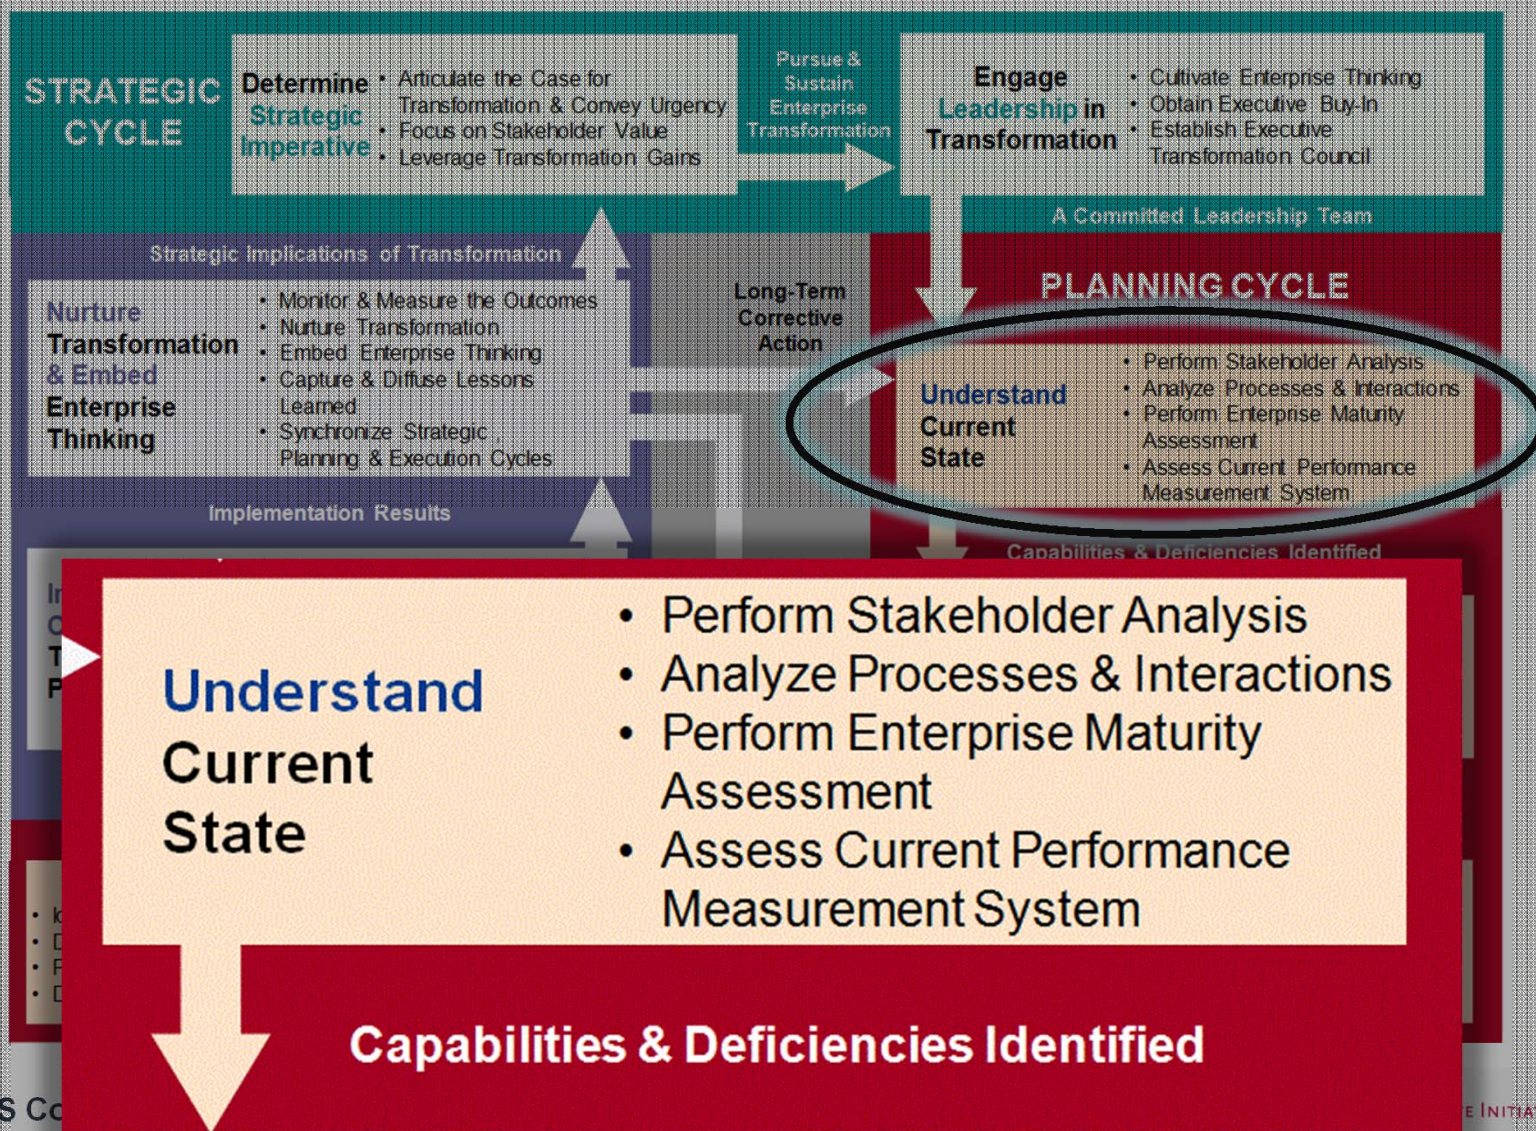 STRATEGIC
CYCLE
Determine
Strategic
Imperative
• Articulate the Case for
Transformation & Convey Urgency
• Focus on Stakeholder Value
• Leverage Transformation Gains
Pursue &
Sustain
Enterprise
Transformation
Engage
Leadership in
Transformation
• Cultivate Enterprise Thinking
• Obtain Executive Buy-In
• Establish Executive
Transformation Council
A Committed Leadership Team
Strategic Implications of Transformation
Nurture
Transformation
& Embed
Enterprise
Thinking
• Monitor & Measure the Outcomes
• Nurture Transformation
• Embed Enterprise Thinking
• Capture & Diffuse Lessons
Learned
• Synchronize Strategic ,
Planning & Execution Cycles
Implementation Results
Long-Term
Corrective
Action
PLANNING CYCLE
Understand
Current
State
• Perform Stakeholder Analysis
• Analyze Processes & Interactions
• Perform Enterprise Maturity
Assessment
• Assess Current Performance
Measurement System
Capabilities & Deficiencies Identified
Understand
Current
State
• Perform Stakeholder Analysis
• Analyze Processes & Interactions
• Perform Enterprise Maturity
Assessment
• Assess Current Performance
Measurement System
Capabilities & Deficiencies Identified